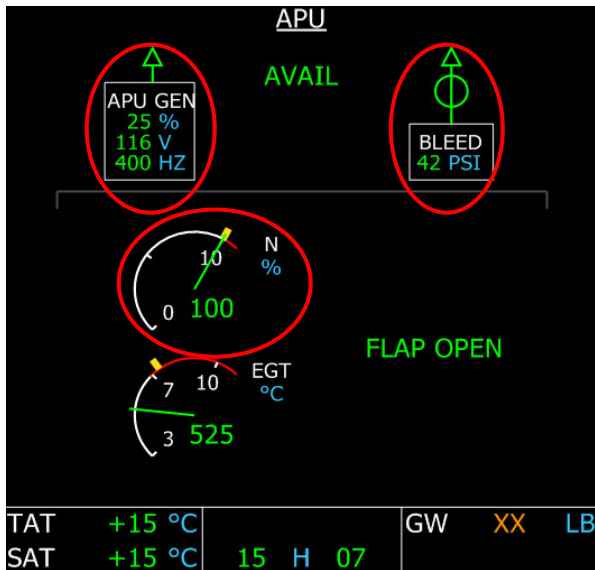 APU
AVAIL
APU GEN
25 %
116 V
400 HZ
BLEED
42 PSI
10 N
%
0 100
FLAP OPEN
7 10 EGT
°C
3 525
TAT +15 °C GW XX LB
SAT +15 °C 15 H 07